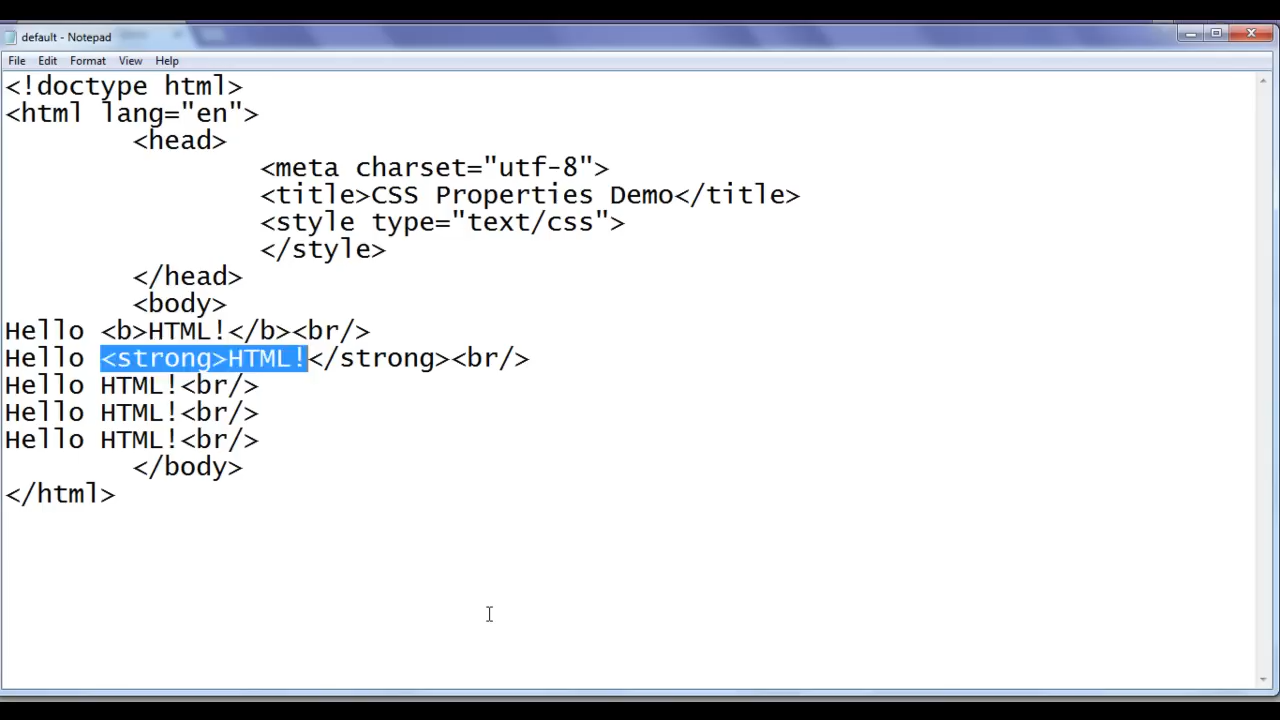 default - Notepad
File Edit Format View Help
<!doctype html>
<html lang="en">
<head>
<meta charset="utf-8">
<title>CSS Properties Demo</title>
<style type="text/css">
</style>
</head>
<body>
Hello <b>HTML!</b><br/>
Hello <strong>HTML!</strong><br/>
Hello HTML!<br/>
Hello HTML!<br/>
Hello HTML!<br/>
</body>
</html>